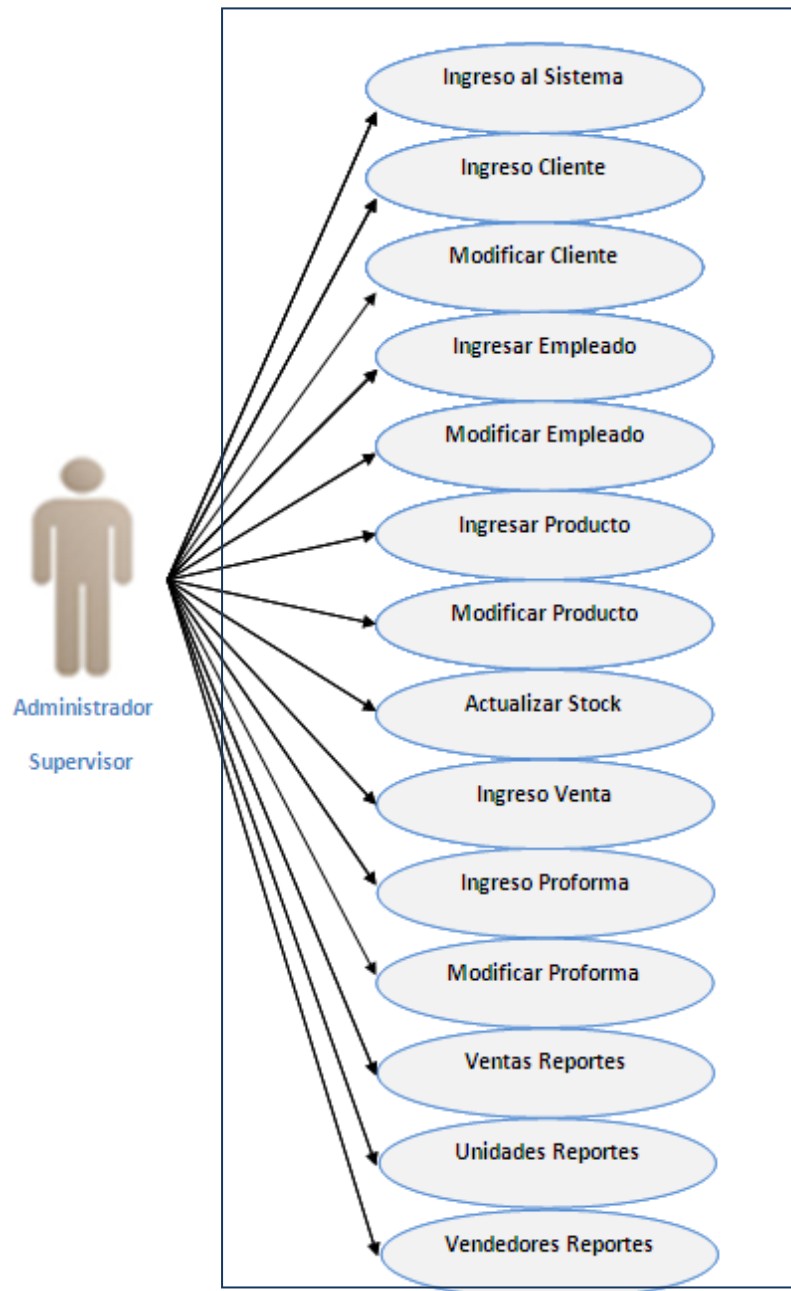 Ingreso al Sistema
Ingreso Cliente
Modificar Cliente
Ingresar Empleado
Modificar Empleado
Ingresar Producto
Modificar Producto
Actualizar Stock
Ingreso Venta
Ingreso Proforma
Modificar Proforma
Ventas Reportes
Unidades Reportes
Vendedores Reportes
Administrador
Supervisor